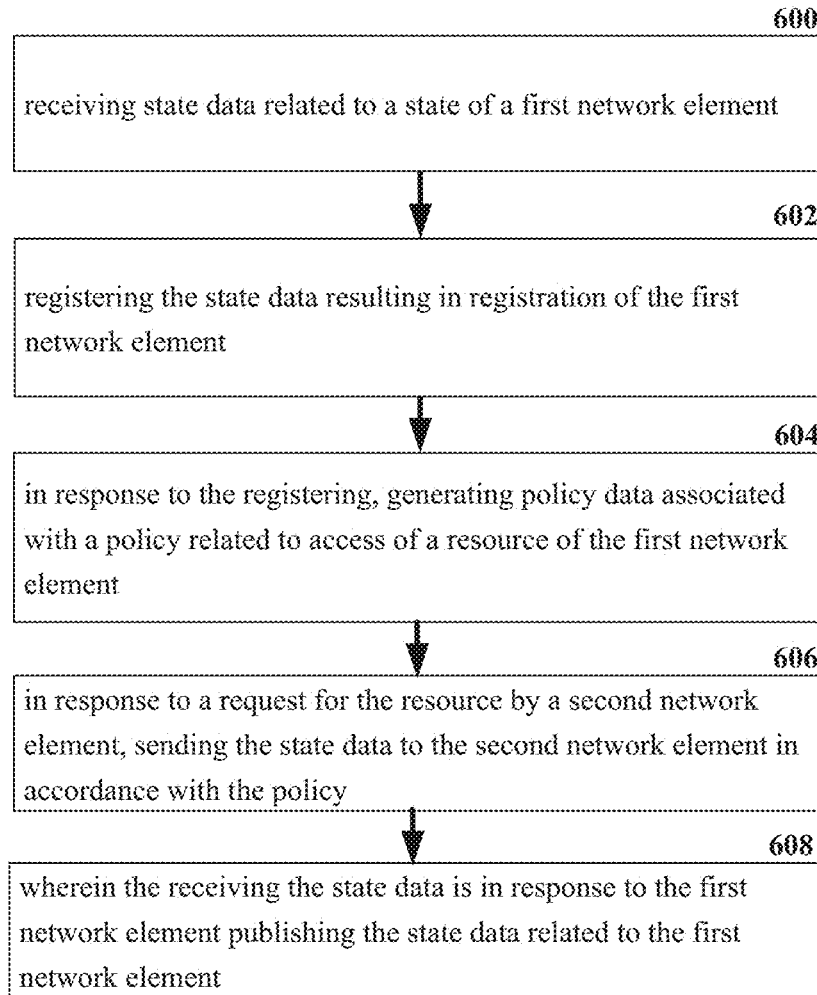 600
receiving state data related to a state of a first network element
602
registering the state data resulting in registration of the first
network element
604
in response to the registering, generating policy data associated
with a policy related to access of a resource of the first network
element
606
in response to a request for the resource by a second network
element, sending the state data to the second network element in
accordance with the policy
608
wherein the receiving the state data is in response to the first
network element publishing the state data related to the first
network element